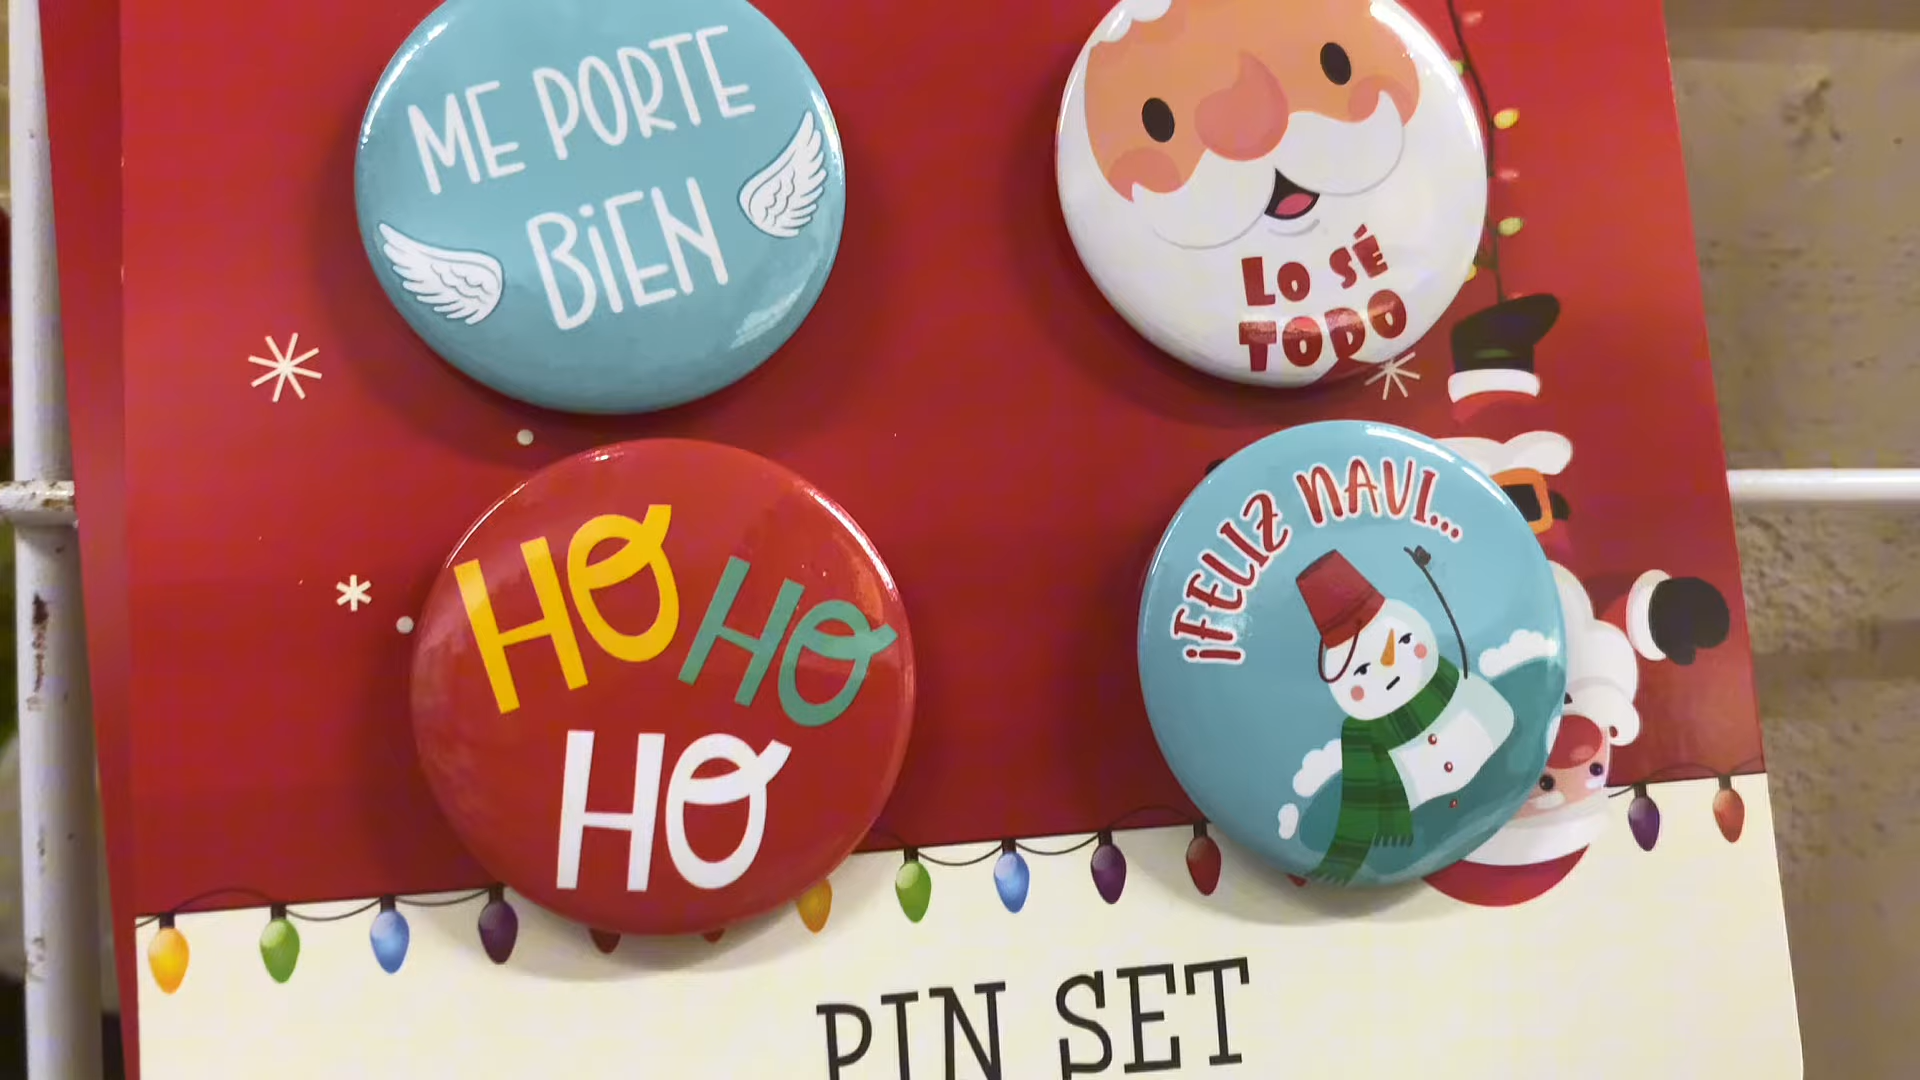 ME PORTE
BiEN
LO SÉ
TODO
HO
HO
HO
¡FELIZ NAVI...
PIN SET